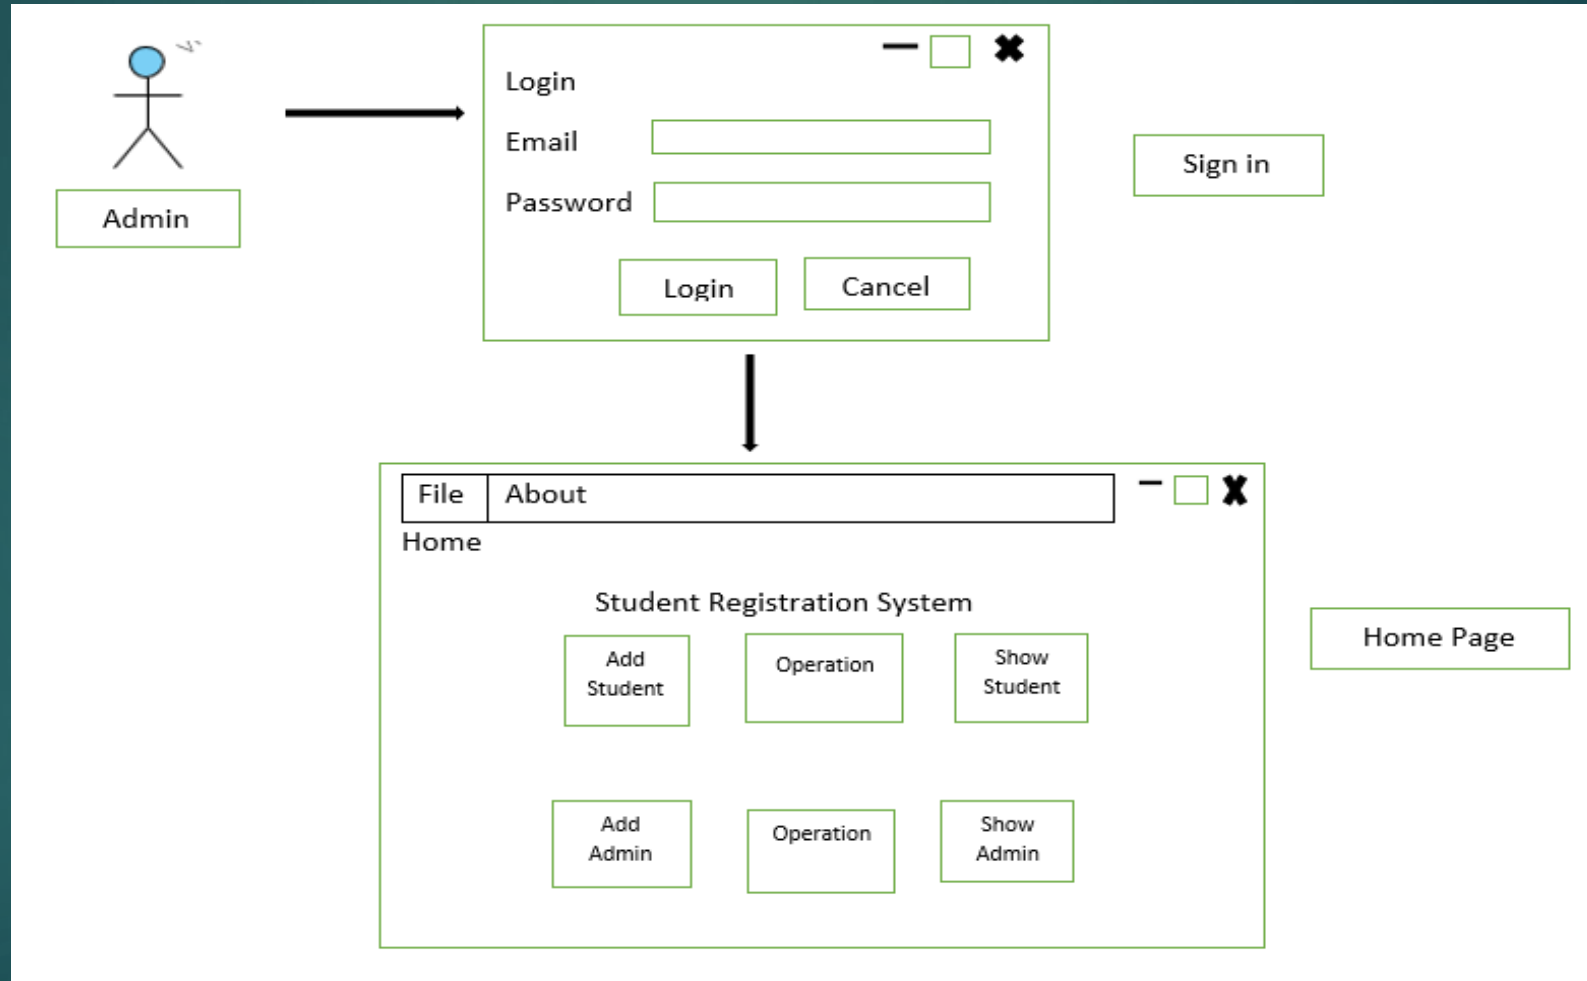 Admin
Login
Email
Password
Login Cancel
Sign in
File About
Home
Student Registration System
Add
Student
Operation
Show
Student
Add
Admin
Operation
Show
Admin
Home Page